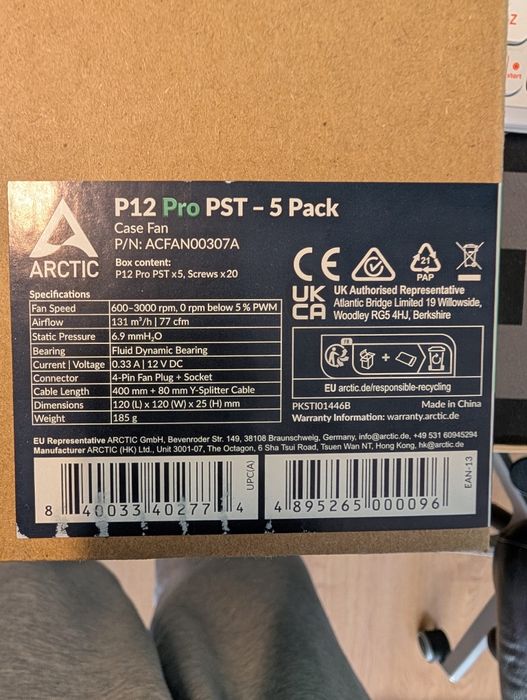 Z
start
P12 Pro PST – 5 Pack
Case Fan
P/N: ACFAN00307A
Box content:
P12 Pro PST x 5, Screws x 20
ARCTIC
Specifications
Fan Speed 600–3000 rpm, 0 rpm below 5 % PWM
Airflow 131 m³/h | 77 cfm
Static Pressure 6.9 mmH₂O
Bearing Fluid Dynamic Bearing
Current | Voltage 0.33 A | 12 V DC
Connector 4-Pin Fan Plug + Socket
Cable Length 400 mm + 80 mm Y-Splitter Cable
Dimensions 120 (L) x 120 (W) x 25 (H) mm
Weight 185 g
CE
21
PAP
UK
CA
UK Authorised Representative
Atlantic Bridge Limited 19 Willowside,
Woodley RG5 4HJ, Berkshire
FR
+
EU arctic.de/responsible-recycling
PKSTI01446B Made in China
Warranty Information: warranty.arctic.de
EU Representative ARCTIC GmbH, Bevenroder Str. 149, 38108 Braunschweig, Germany, info@arctic.de, +49 531 60945294
Manufacturer ARCTIC (HK) Ltd., Unit 3001-07, The Octagon, 6 Sha Tsui Road, Tsuen Wan NT, Hong Kong, hk@arctic.de
8 40033 40277 4
UPC(A)
4 895265 000096
EAN-13